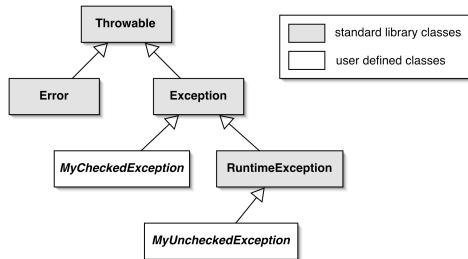 Throwable
standard library classes
user defined classes
Error
Exception
MyCheckedException
RuntimeException
MyUncheckedException